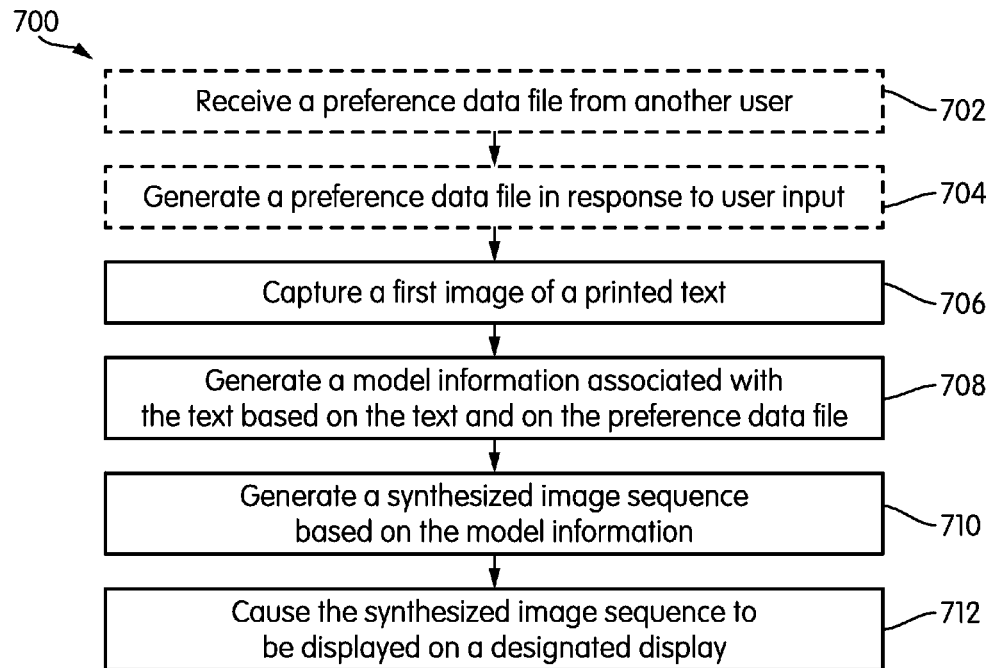 700
Receive a preference data file from another user
702
Generate a preference data file in response to user input
704
Capture a first image of a printed text
706
Generate a model information associated with
the text based on the text and on the preference data file
708
Generate a synthesized image sequence
based on the model information
710
Cause the synthesized image sequence to
be displayed on a designated display
712